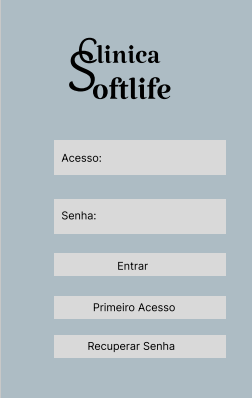 Clinica
Softlife
Acesso:
Senha:
Entrar
Primeiro Acesso
Recuperar Senha